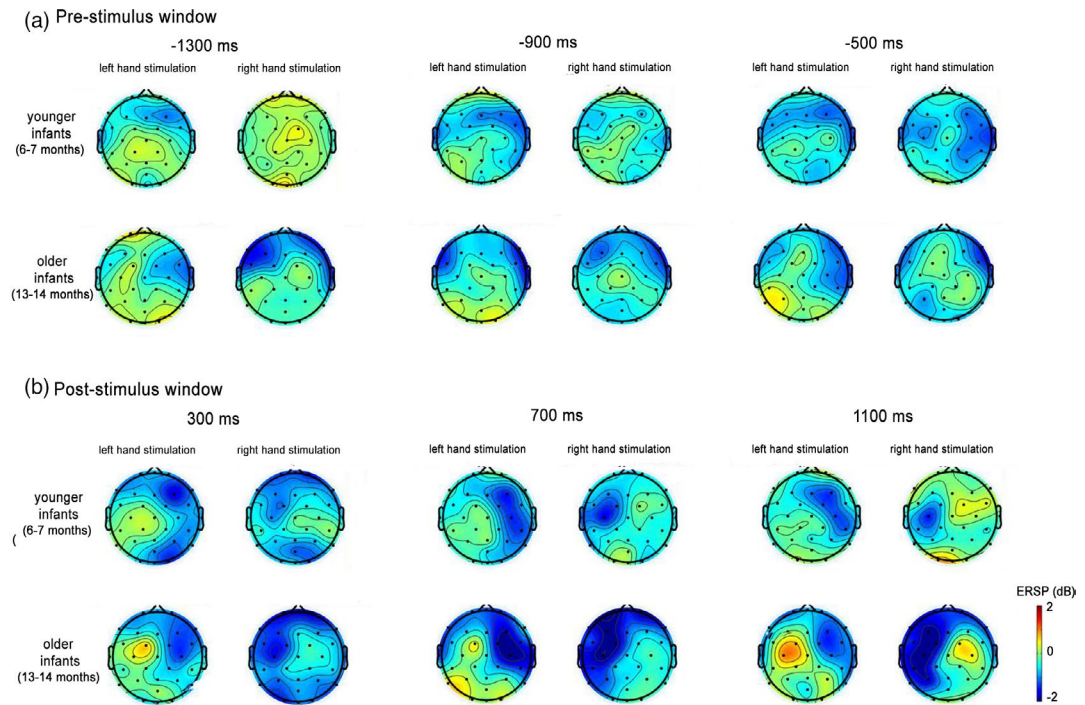 (a) Pre-stimulus window
-1300 ms -900 ms -500 ms
left hand stimulation right hand stimulation left hand stimulation right hand stimulation left hand stimulation right hand stimulation
younger
infants
(6-7 months)
older
infants
(13-14 months)
(b) Post-stimulus window
300 ms 700 ms 1100 ms
left hand stimulation right hand stimulation left hand stimulation right hand stimulation left hand stimulation right hand stimulation
younger
infants
(6-7 months)
(
older
infants
(13-14 months)
ERSP (dB)
2
0
-2